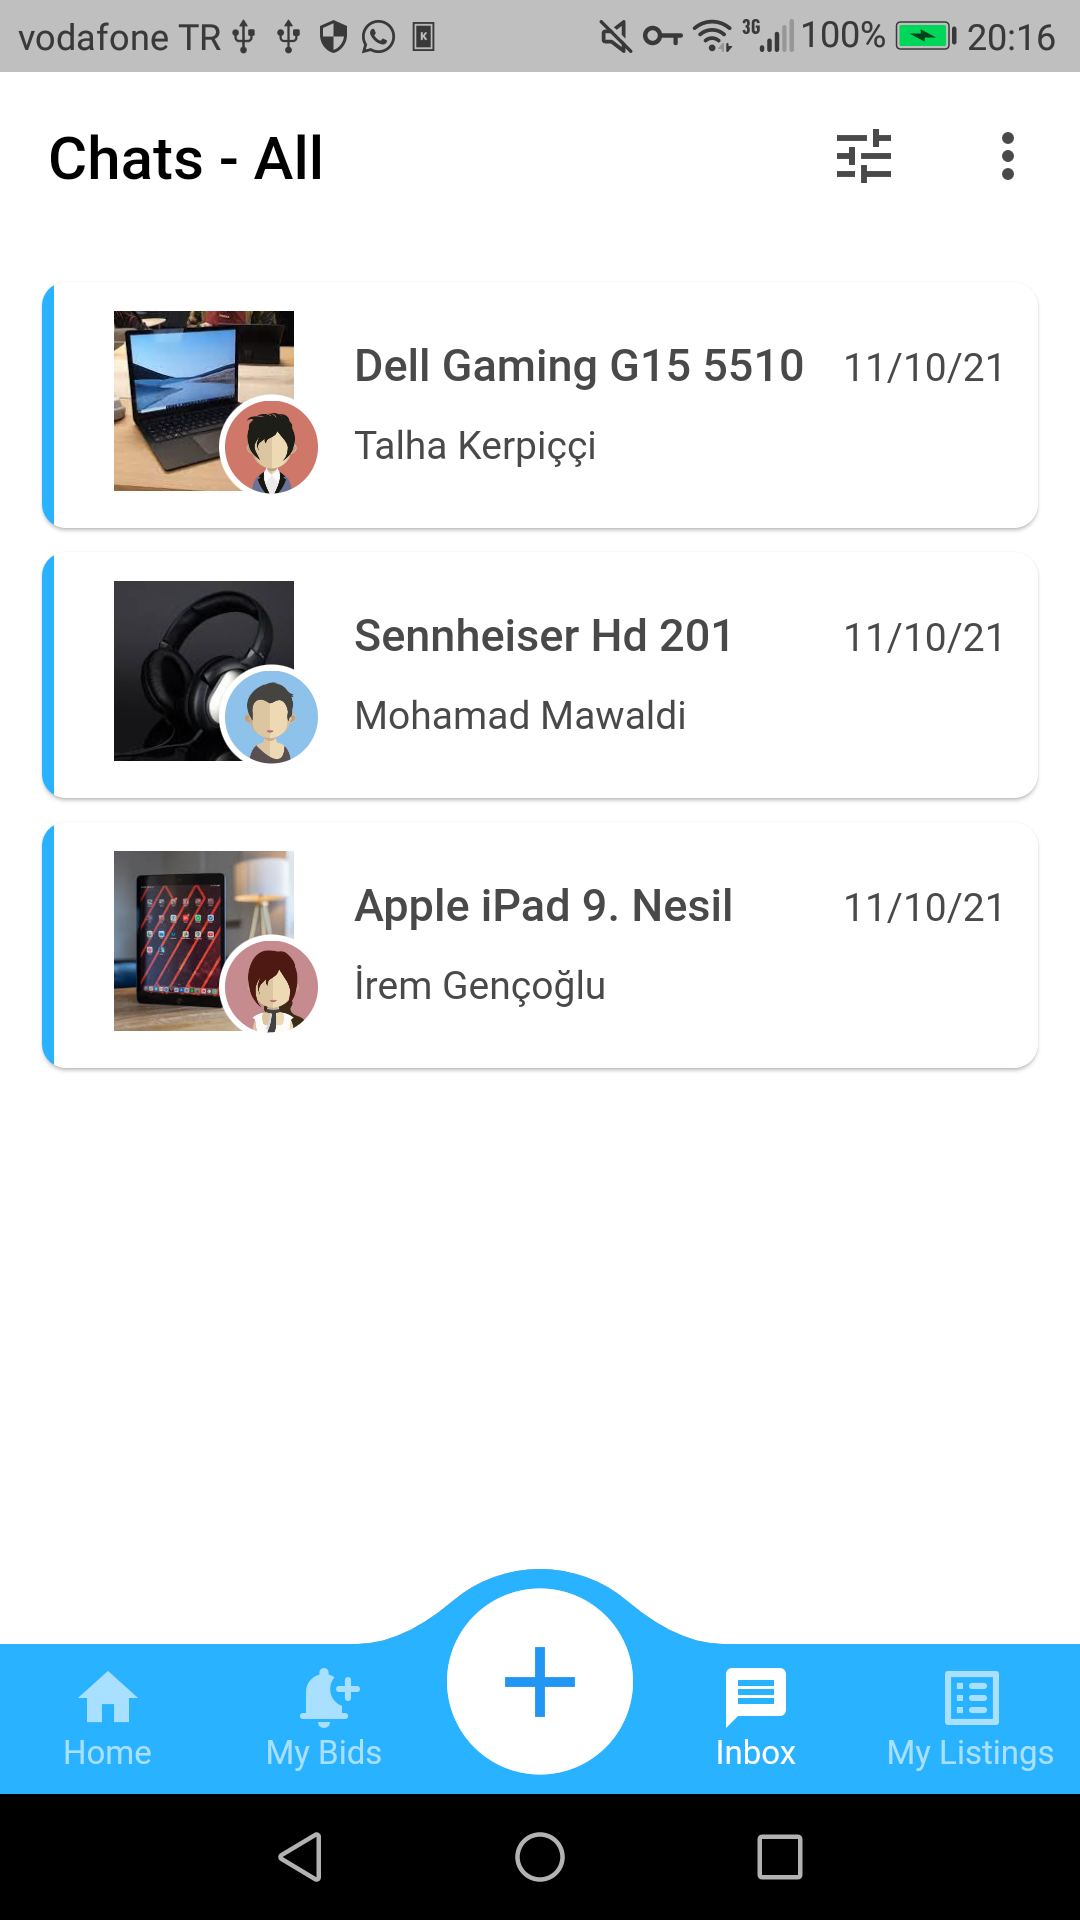 vodafone TR 3G 100% 20:16
Chats - All
Dell Gaming G15 5510 11/10/21
Talha Kerpiççi
Sennheiser Hd 201 11/10/21
Mohamad Mawaldi
Apple iPad 9. Nesil 11/10/21
İrem Gençoğlu
Home My Bids Inbox My Listings